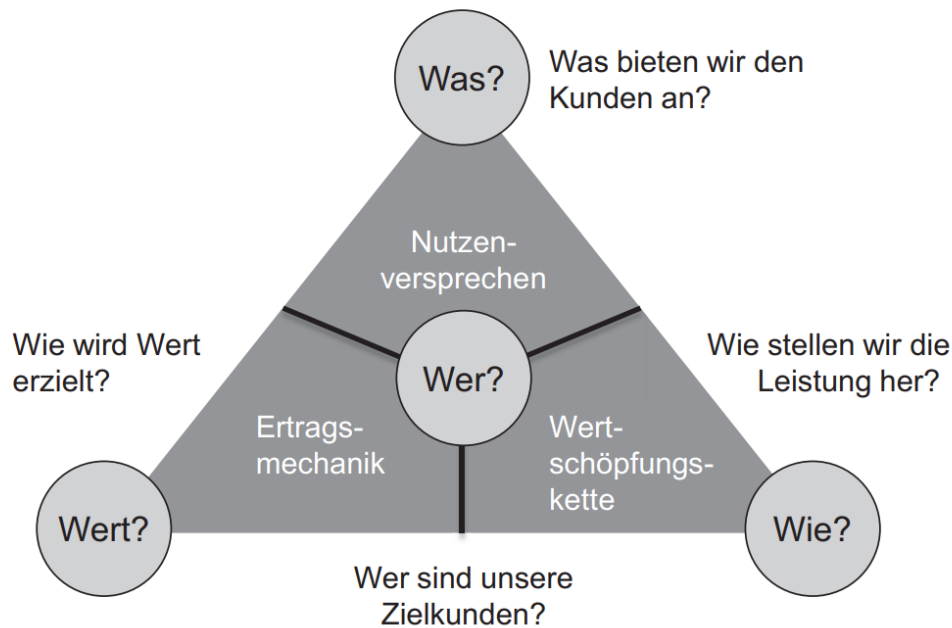 Was?
Was bieten wir den
Kunden an?
Nutzen-
versprechen
Wie wird Wert
erzielt?
Wer?
Wie stellen wir die
Leistung her?
Ertrags-
mechanik
Wert-
schöpfungs-
kette
Wert?
Wie?
Wer sind unsere
Zielkunden?